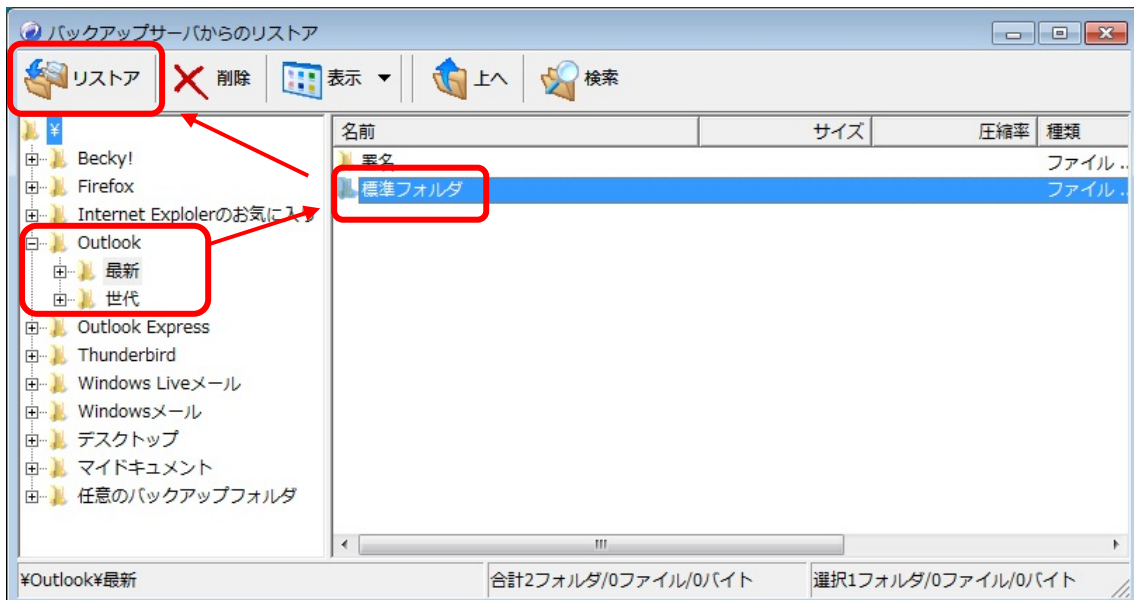 バックアップサーバからのリストア
リストア 削除 表示 上へ 検索
¥
Becky!
Firefox
Internet Explolerのお気に入り
Outlook
最新
世代
Outlook Express
Thunderbird
Windows Liveメール
Windowsメール
デスクトップ
マイドキュメント
任意のバックアップフォルダ
名前 サイズ 圧縮率 種類
署名 ファイル ..
標準フォルダ ファイル ..
¥Outlook¥最新 合計2フォルダ/0ファイル/0バイト 選択1フォルダ/0ファイル/0バイト